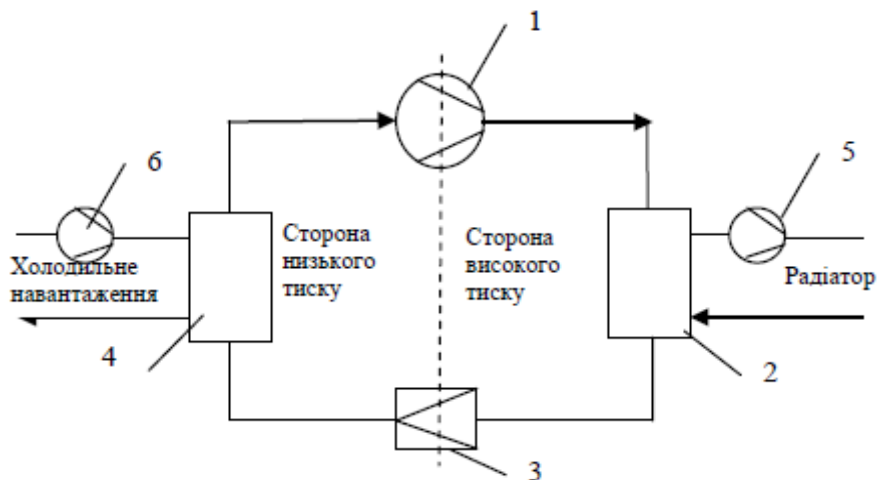 1
6
5
Сторона
низького
тиску
Сторона
високого
тиску
Холодильне
навантаження
Радіатор
4
2
3